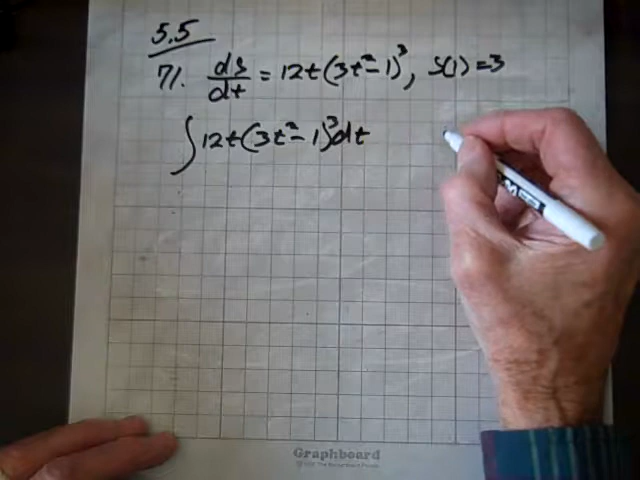 5.5
71. ds/dt = 12t(3t²-1)³, s(1)=3
∫12t(3t²-1)³dt
Graphboard